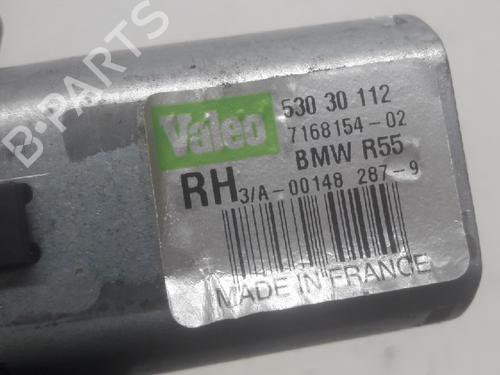 B-PARTS
Valeo
530 30 112
7168154-02
BMW R55
RH 3/A-00148 287-9
MADE IN FRANCE